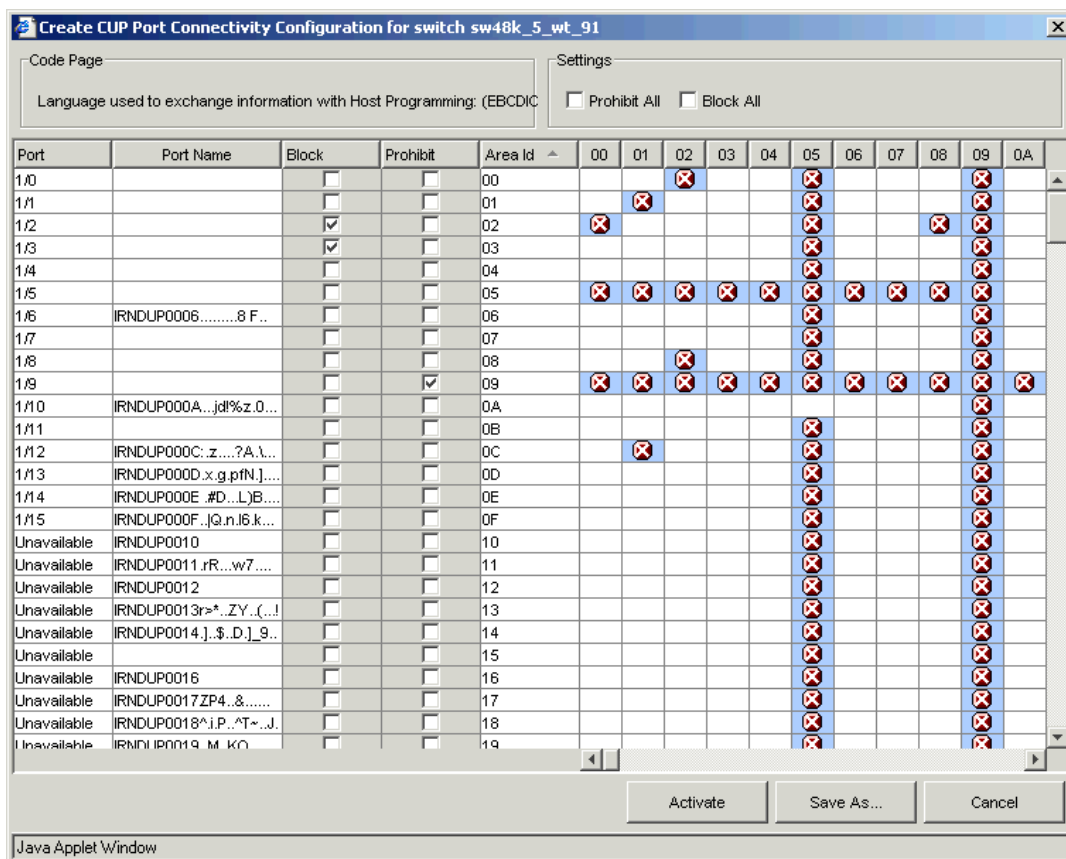 Create CUP Port Connectivity Configuration for switch sw48k_5_wt_91
Code Page
Settings
Language used to exchange information with Host Programming: (EBCDIC
Prohibit All Block All
Port Port Name Block Prohibit Area Id 00 01 02 03 04 05 06 07 08 09 0A
1/0 00
1/1 01
1/2 02
1/3 03
1/4 04
1/5 05
1/6 IRNDUP0006.........8 F.. 06
1/7 07
1/8 08
1/9 09
1/10 IRNDUP000A...jd!%z.0... 0A
1/11 0B
1/12 IRNDUP000C:.z....?A.\... 0C
1/13 IRNDUP000D.x.g.pfN.].... 0D
1/14 IRNDUP000E .#D...L)B.... 0E
1/15 IRNDUP000F..|Q.n.l6.k... 0F
Unavailable IRNDUP0010 10
Unavailable IRNDUP0011.rR...w7.... 11
Unavailable IRNDUP0012 12
Unavailable IRNDUP0013r>*..ZY..(...! 13
Unavailable IRNDUP0014.]..$..D.]_9.. 14
Unavailable 15
Unavailable IRNDUP0016 16
Unavailable IRNDUP0017ZP4..&...... 17
Unavailable IRNDUP0018^.i.P..^T~..J. 18
Unavailable IRNDUP0019 M KO 19
Activate Save As... Cancel
Java Applet Window